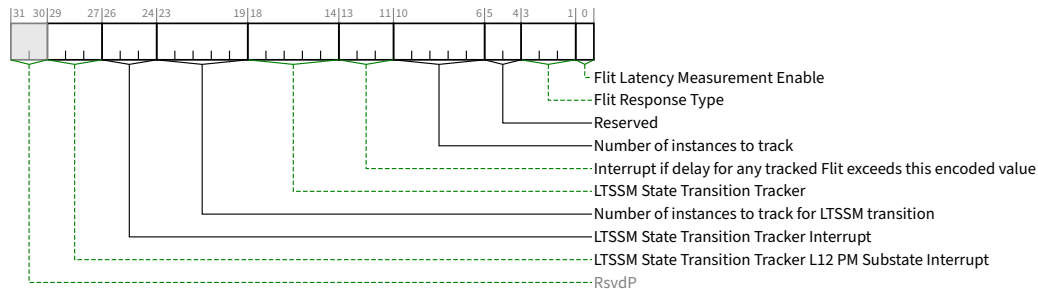 31 30 29 27 26 24 23 19 18 14 13 11 10 6 5 4 3 1 0
Flit Latency Measurement Enable
Flit Response Type
Reserved
Number of instances to track
Interrupt if delay for any tracked Flit exceeds this encoded value
LTSSM State Transition Tracker
Number of instances to track for LTSSM transition
LTSSM State Transition Tracker Interrupt
LTSSM State Transition Tracker L12 PM Substate Interrupt
RsvdP